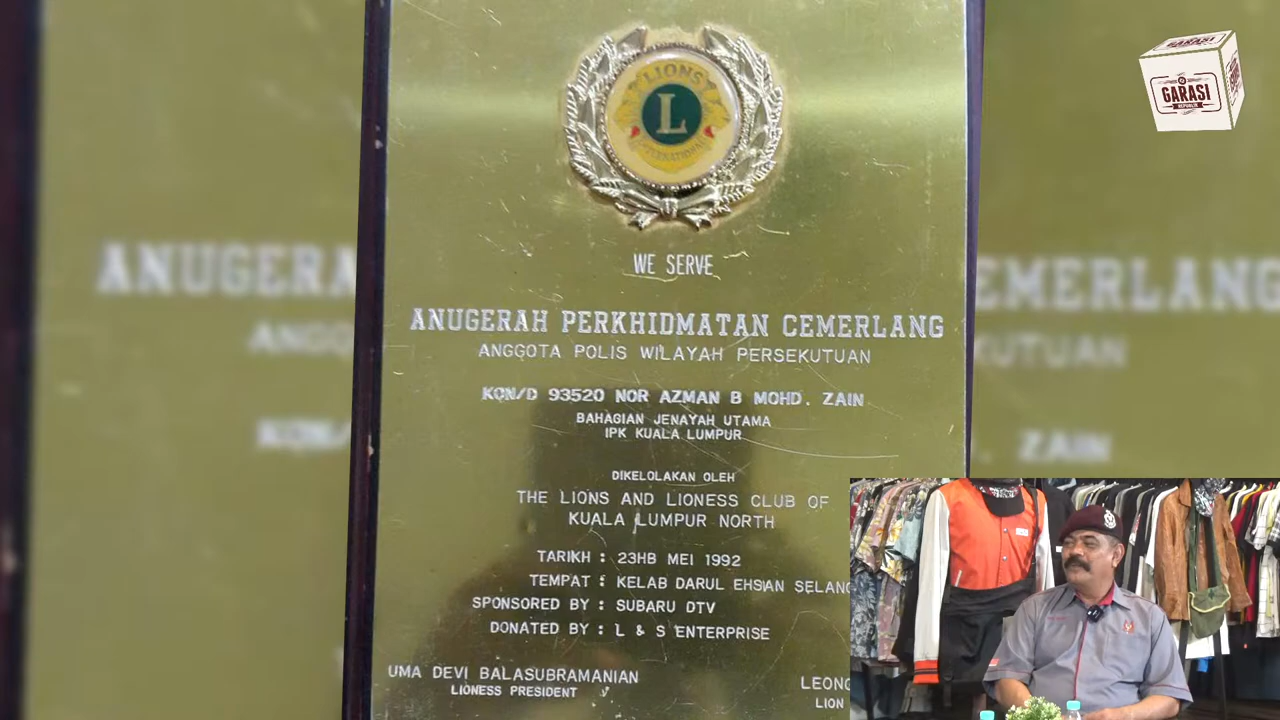 LIONS
L
INTERNATIONAL
WE SERVE
ANUGERAH PERKHIDMATAN CEMERLANG
ANGGOTA POLIS WILAYAH PERSEKUTUAN
KON/D 93520 NOR AZMAN B MOHD. ZAIN
BAHAGIAN JENAYAH UTAMA
IPK KUALA LUMPUR
DIKELOLAKAN OLEH
THE LIONS AND LIONESS CLUB OF
KUALA LUMPUR NORTH
TARIKH : 23HB MEI 1992
TEMPAT : KELAB DARUL EHSAN SELANG
SPONSORED BY : SUBARU DTV
DONATED BY : L & S ENTERPRISE
UMA DEVI BALASUBRAMANIAN
LIONESS PRESIDENT
LEONG
LION
GARASI
GARASI
REPUBLIK